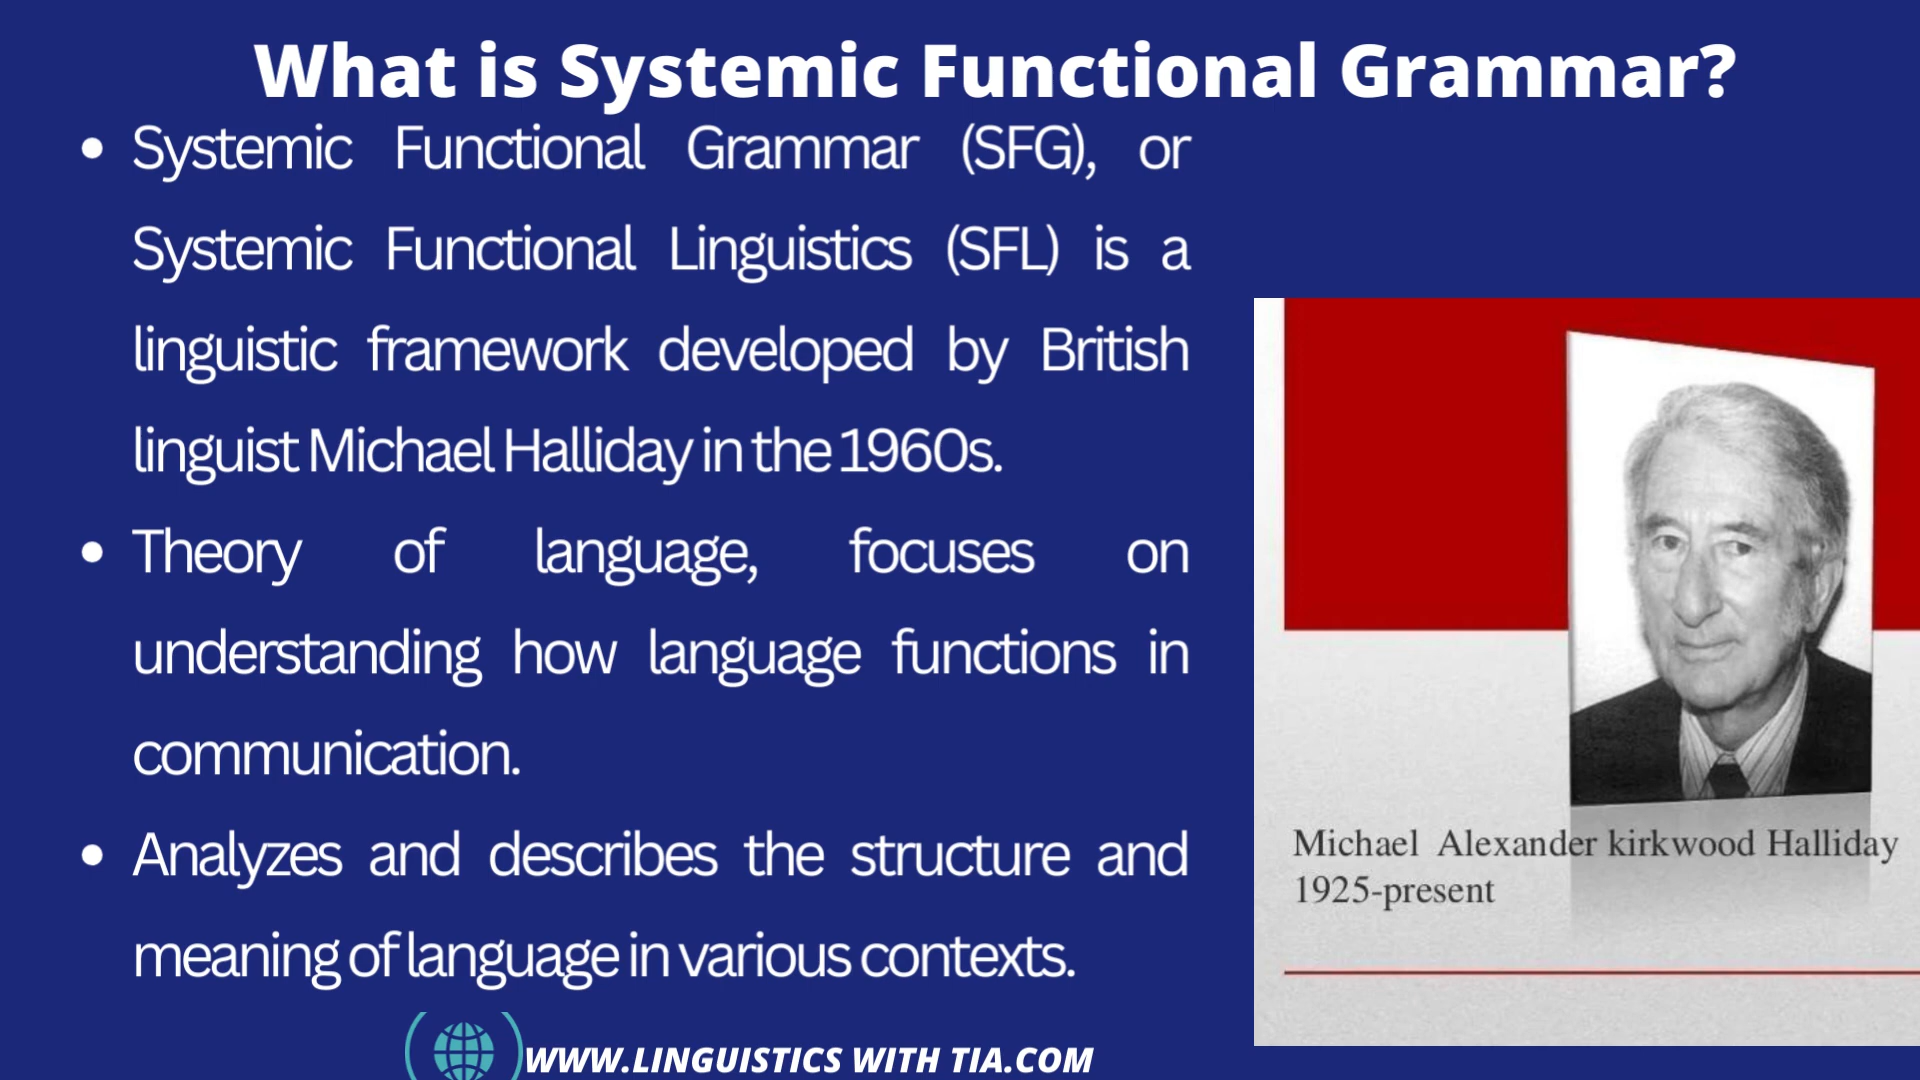 What is Systemic Functional Grammar?
• Systemic Functional Grammar (SFG), or
Systemic Functional Linguistics (SFL) is a
linguistic framework developed by British
linguist Michael Halliday in the 1960s.
• Theory of language, focuses on
understanding how language functions in
communication.
• Analyzes and describes the structure and
meaning of language in various contexts.
Michael Alexander kirkwood Halliday
1925-present
WWW.LINGUISTICS WITH TIA.COM